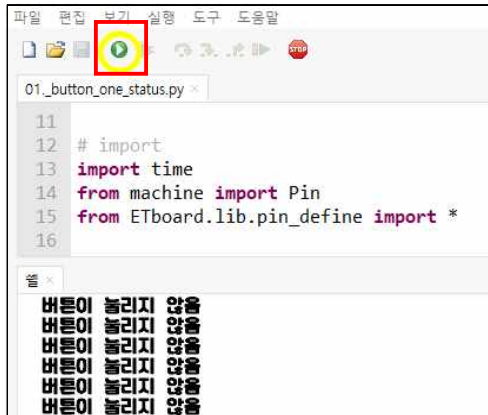 파일 편집 보기 실행 도구 도움말
STOP
01._button_one_status.py ×
11
12 # import
13 import time
14 from machine import Pin
15 from ETboard.lib.pin_define import *
16
쉘 ×
버튼이 눌리지 않음
버튼이 눌리지 않음
버튼이 눌리지 않음
버튼이 눌리지 않음
버튼이 눌리지 않음
버튼이 눌리지 않음